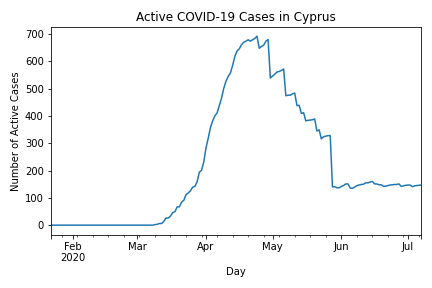 Active COVID-19 Cases in Cyprus
700
600
500
400
300
200
100
0
Number of Active Cases
Feb
2020
Mar
Apr
May
Jun
Jul
Day